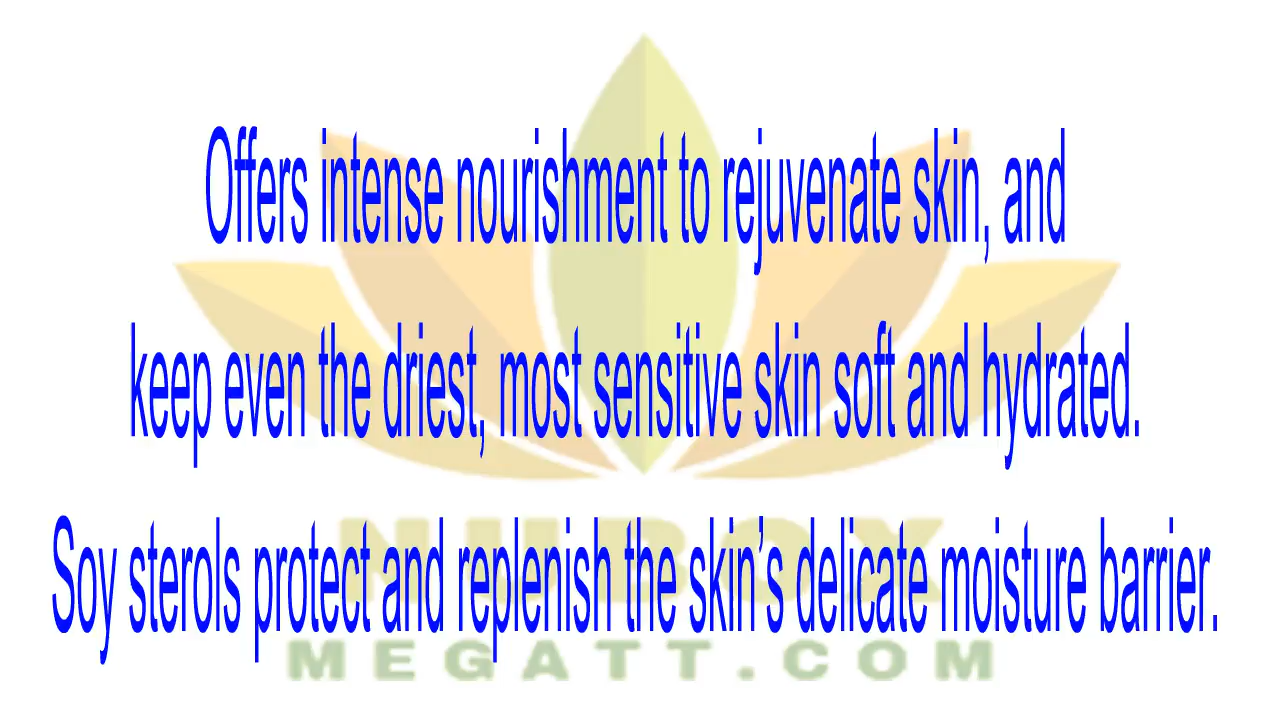 Offers intense nourishment to rejuvenate skin, and
keep even the driest, most sensitive skin soft and hydrated.
NUBOX
Soy sterols protect and replenish the skin’s delicate moisture barrier.
MEGATT.COM